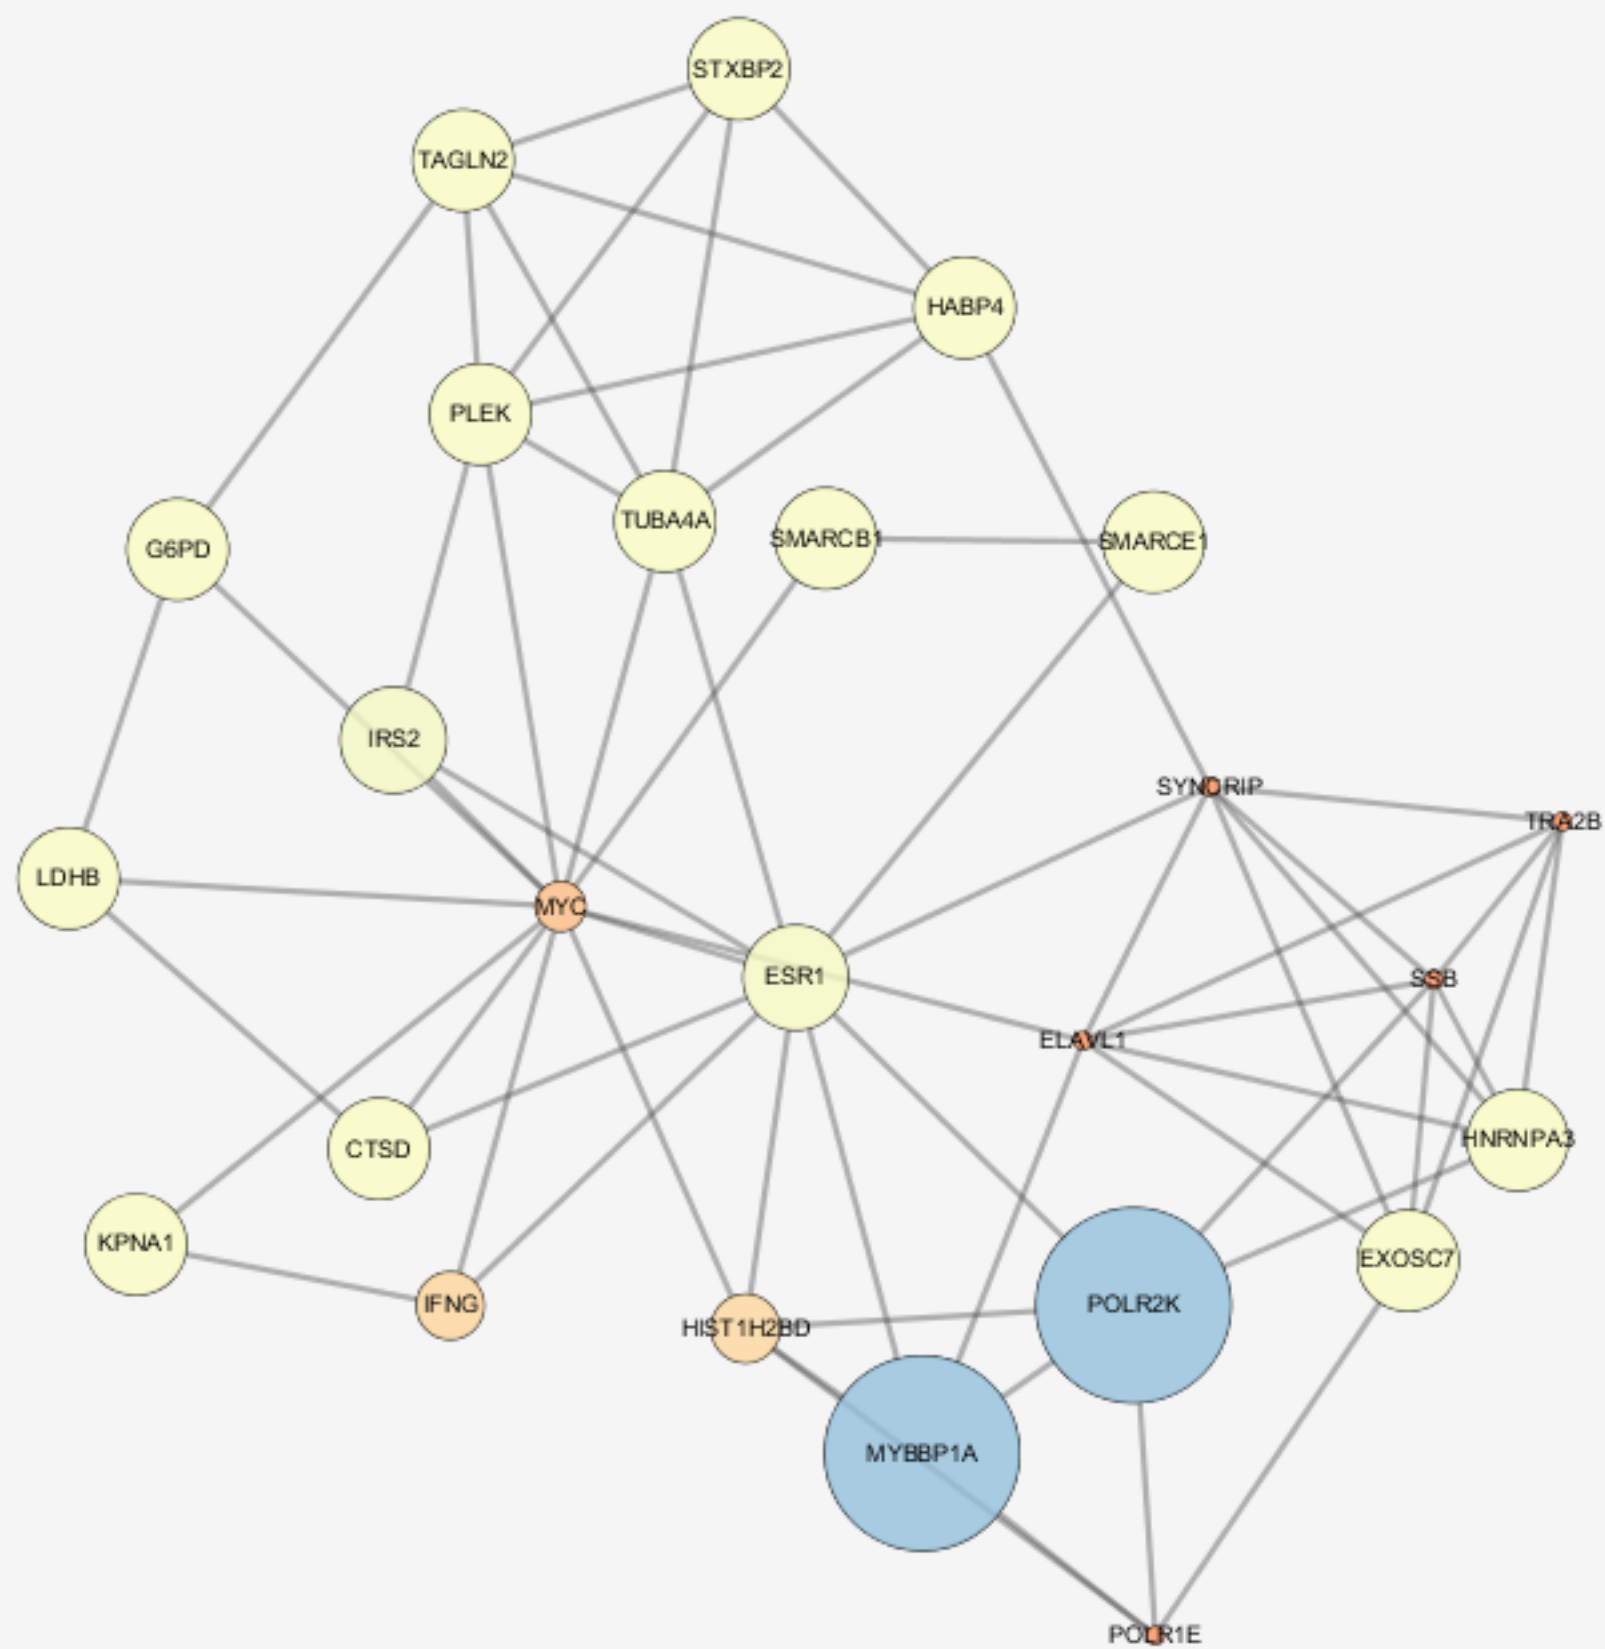 STXBP2
TAGLN2
HABP4
PLEK
TUBA4A
SMARCB1
SMARCE1
G6PD
IRS2
SYNCRIP
TRA2B
LDHB
MYC
ESR1
SSB
ELAVL1
HNRNPA3
CTSD
KPNA1
EXOSC7
IFNG
POLR2K
HIST1H2BD
MYBBP1A
POLR1E